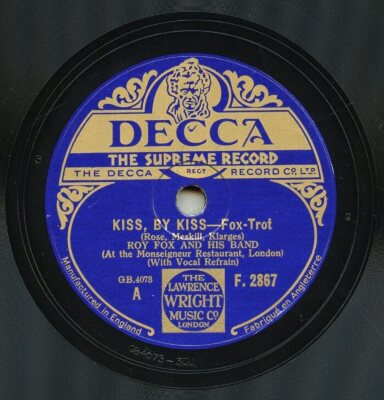 DECCA
THE SUPREME RECORD
THE DECCA REGD RECORD CO. LTD.
KISS, BY KISS—Fox-Trot
(Rose, Meskill, Klarges)
ROY FOX AND HIS BAND
(At the Monseigneur Restaurant, London)
(With Vocal Refrain)
GB.4073
A
F. 2867
THE
LAWRENCE
WRIGHT
MUSIC CO.
LONDON
Manufactured in England
Fabriqué en Angleterre